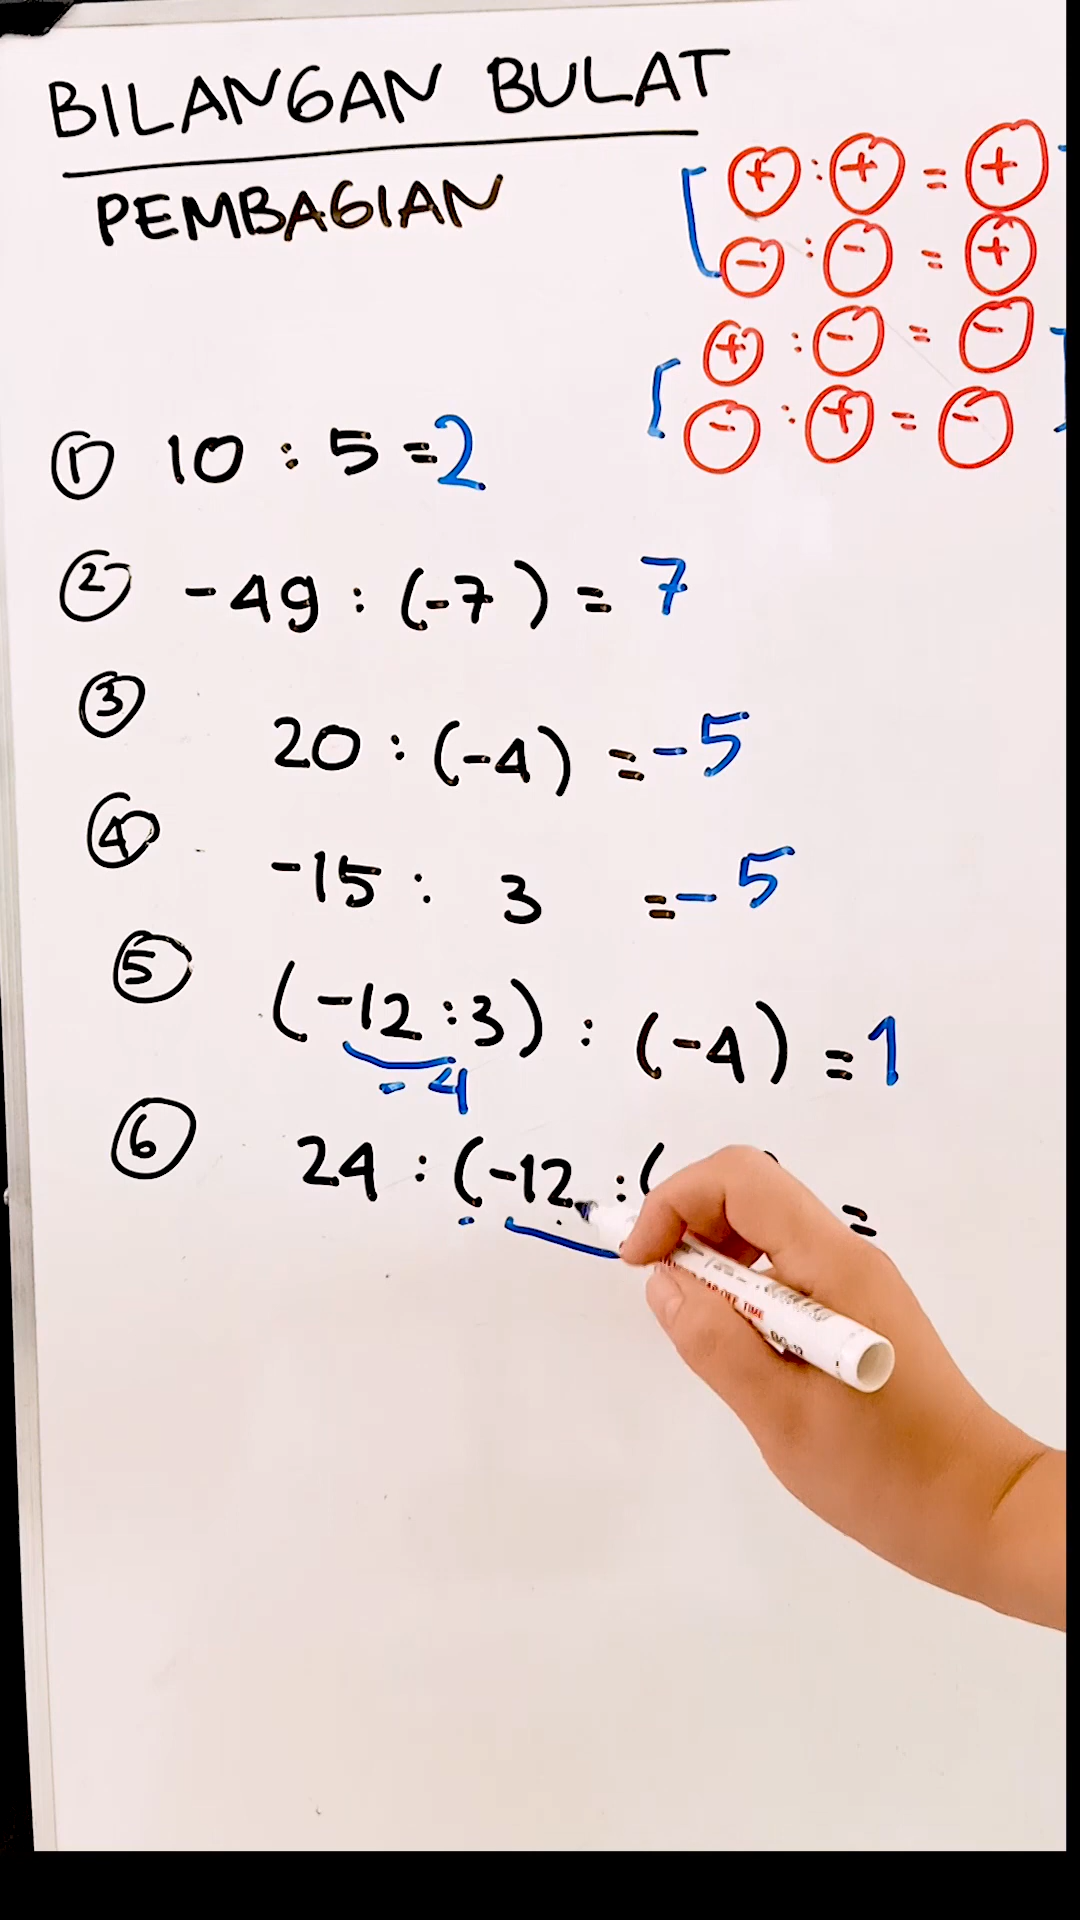 BILANGAN BULAT
PEMBAGIAN
+ : + = +
- : - = +
+ : - = -
- : + = -
① 10 : 5 = 2
② -49 : (-7) = 7
③ 20 : (-4) = -5
④ -15 : 3 = -5
⑤ (-12 : 3) : (-4) = 1
-4
⑥ 24 : (-12 : ( ) =